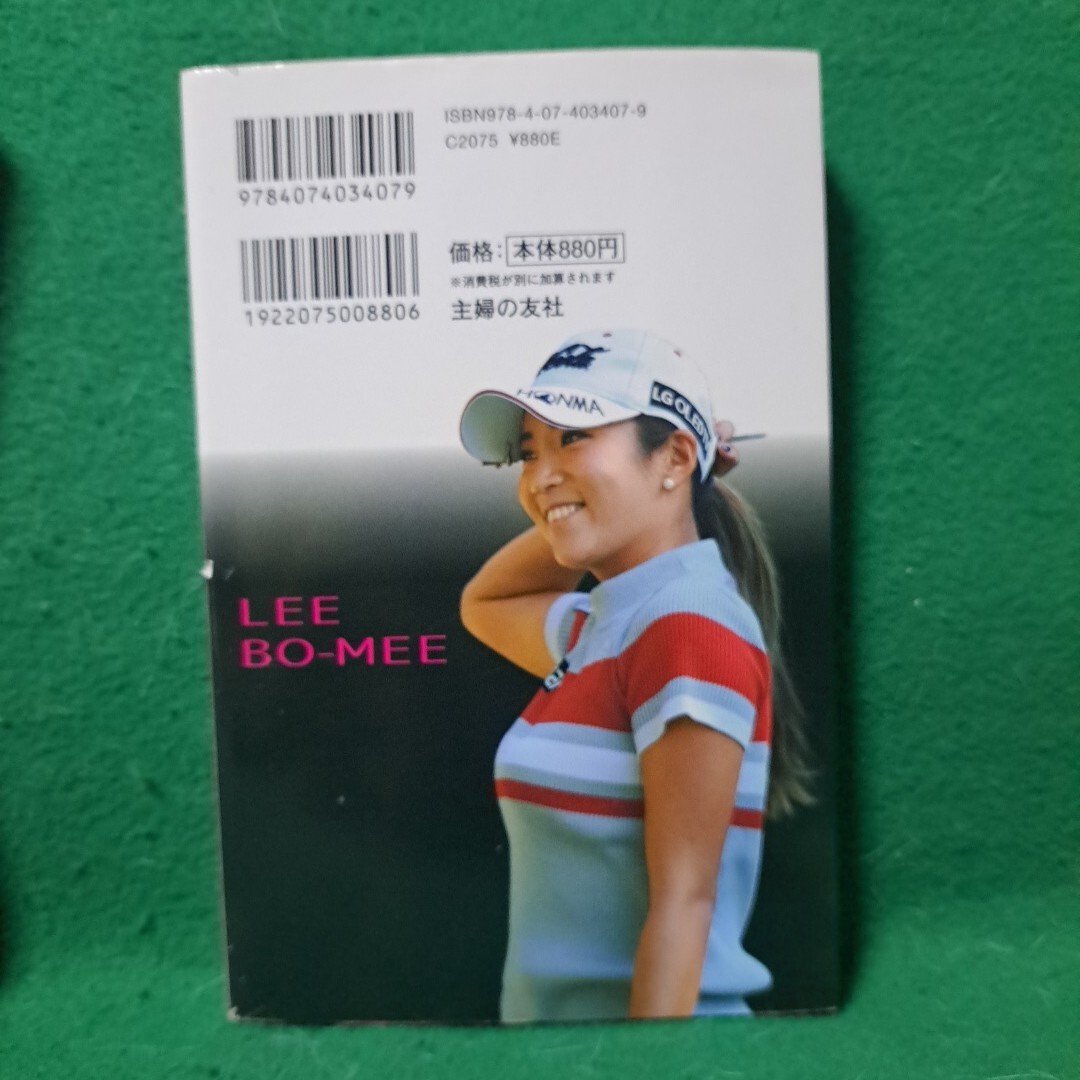 ISBN978-4-07-403407-9
C2075 ¥880E
9784074034079
価格：本体880円
※消費税が別に加算されます
1922075008806
主婦の友社
HONMA
LG OLED
LEE
BO-MEE